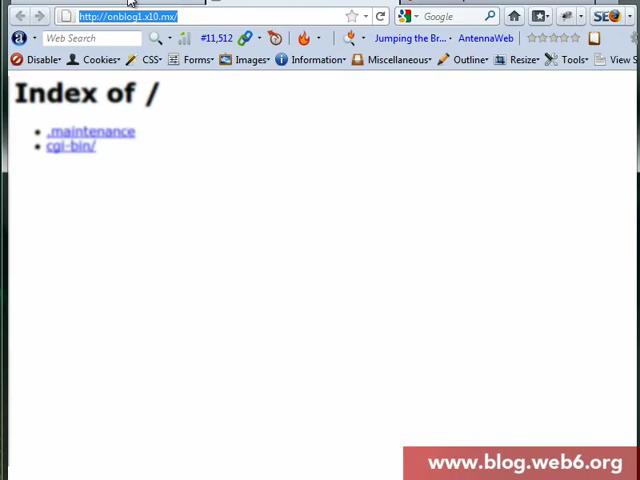 http://onblog1.x10.mx/
Google
SEO
a Web Search #11,512 Jumping the Br... AntennaWeb
Disable Cookies CSS Forms Images Information Miscellaneous Outline Resize Tools View S
Index of /
.maintenance
cgi-bin/
www.blog.web6.org